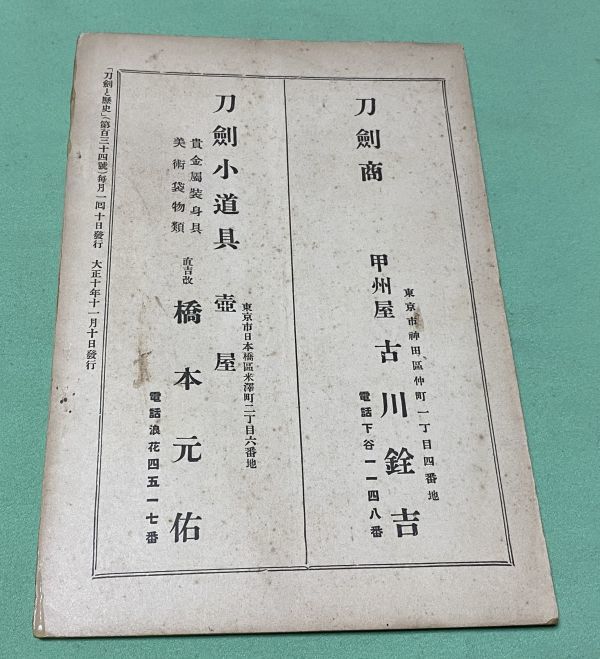 刀劍商
東京市神田區仲町一丁目四番地
甲州屋 古川銓吉
電話下谷一一四八番
刀劍小道具
貴金屬裝身具
美術袋物類
東京市日本橋區米澤町二丁目六番地
壺屋
直吉改 橋本元佑
電話浪花四五一七番
「刀劍と歷史」(第百三十四號)每月一回十日發行 大正十年十一月十日發行